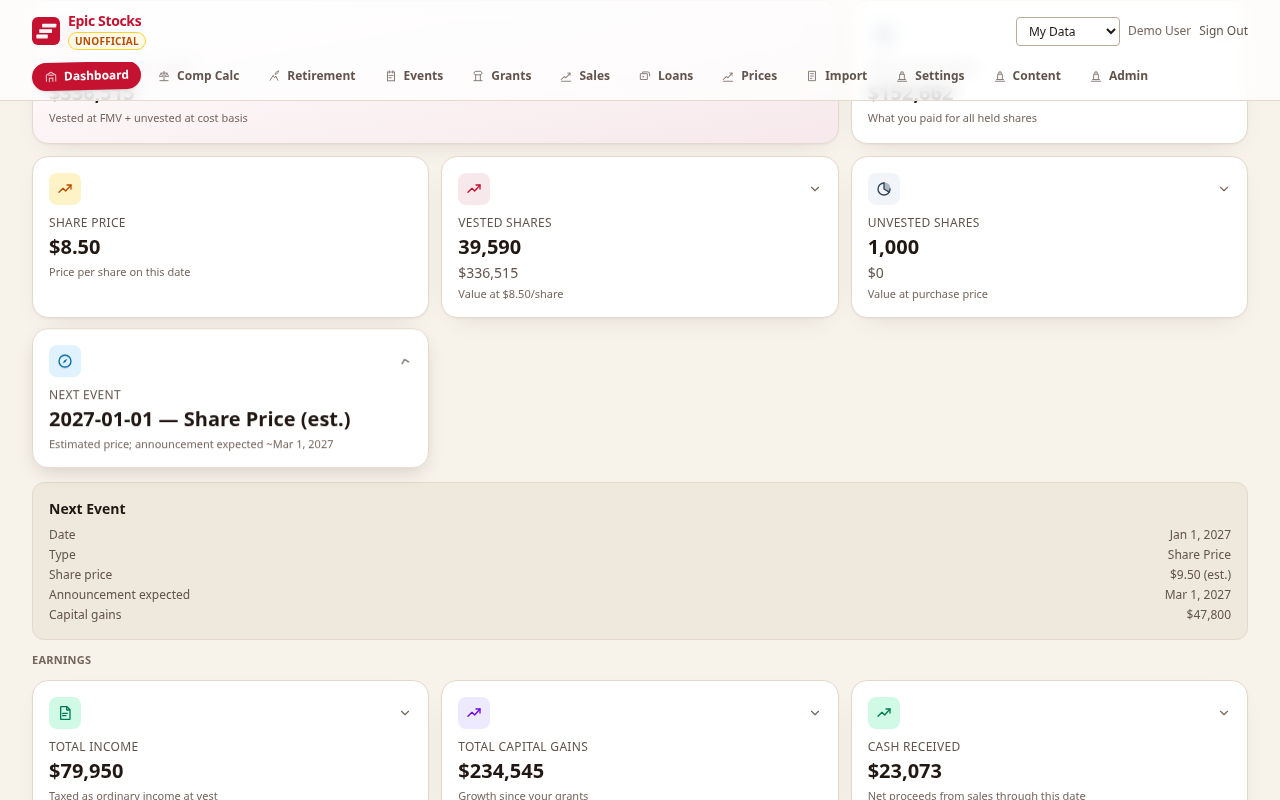 Epic Stocks
UNOFFICIAL
My Data
Demo User
Sign Out
Dashboard
Comp Calc
Retirement
Events
Grants
Sales
Loans
Prices
Import
Settings
Content
Admin
$336,515
$152,662
Vested at FMV + unvested at cost basis
What you paid for all held shares
SHARE PRICE
$8.50
Price per share on this date
VESTED SHARES
39,590
$336,515
Value at $8.50/share
UNVESTED SHARES
1,000
$0
Value at purchase price
NEXT EVENT
2027-01-01 — Share Price (est.)
Estimated price; announcement expected ~Mar 1, 2027
Next Event
Date Jan 1, 2027
Type Share Price
Share price $9.50 (est.)
Announcement expected Mar 1, 2027
Capital gains $47,800
EARNINGS
TOTAL INCOME
$79,950
Taxed as ordinary income at vest
TOTAL CAPITAL GAINS
$234,545
Growth since your grants
CASH RECEIVED
$23,073
Net proceeds from sales through this date